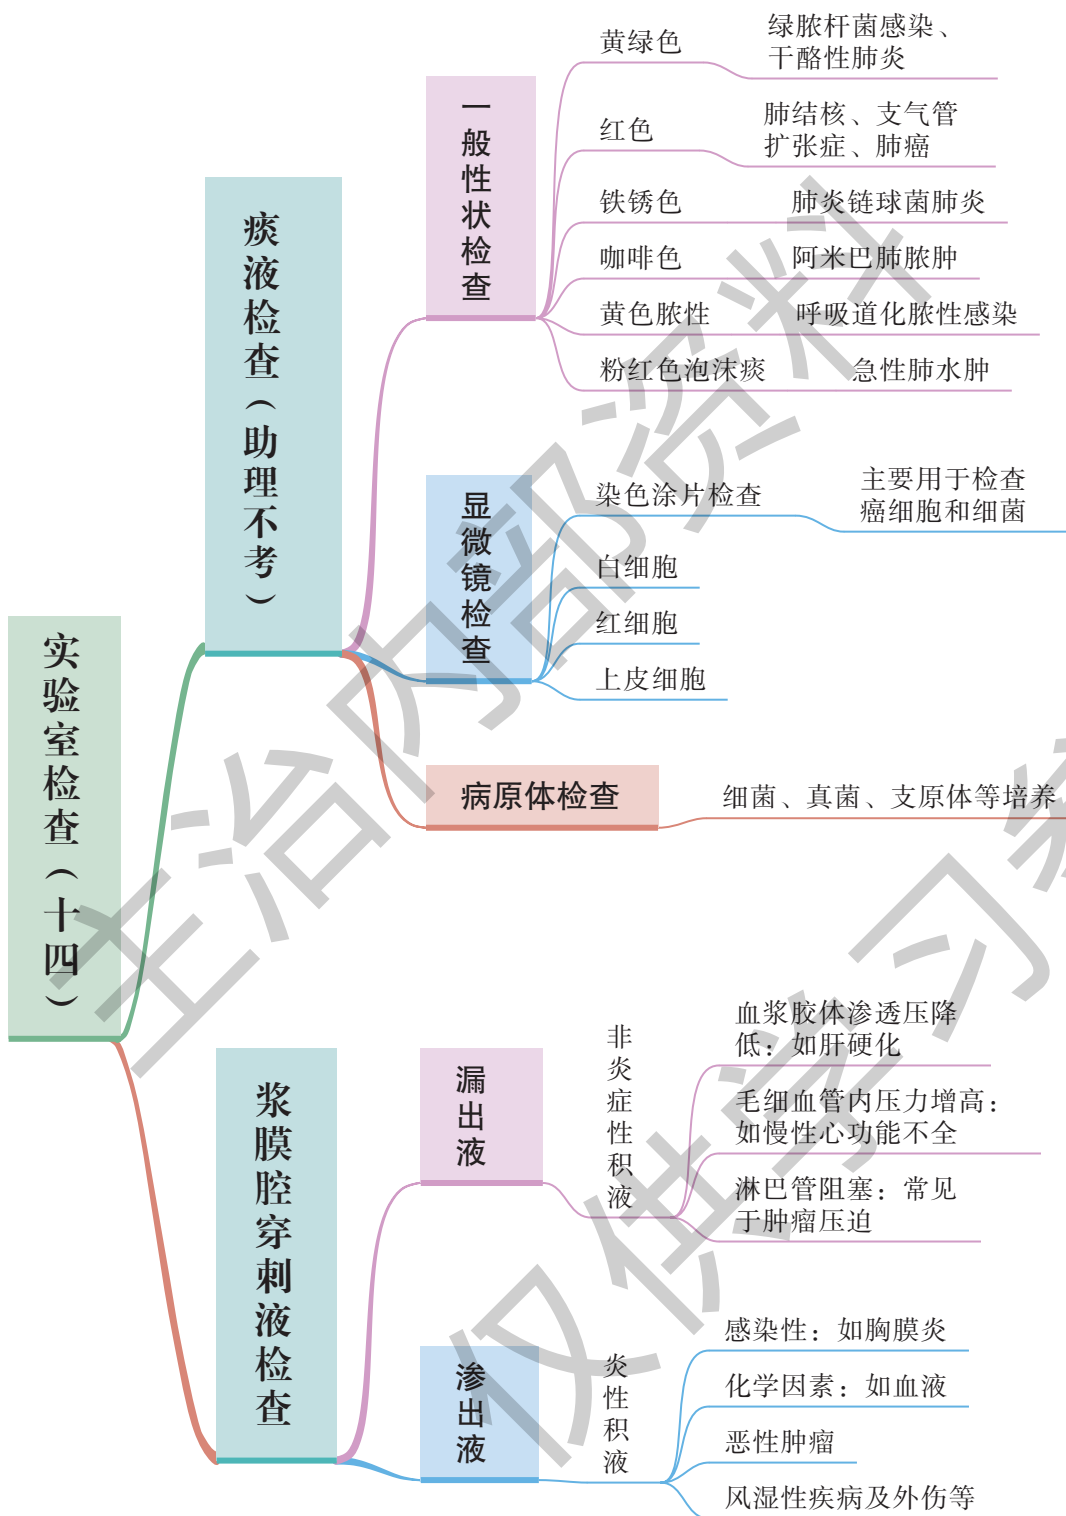 实验室检查（十四）
痰液检查（助理不考）
一般性状检查
黄绿色
绿脓杆菌感染、
干酪性肺炎
红色
肺结核、支气管
扩张症、肺癌
铁锈色
肺炎链球菌肺炎
咖啡色
阿米巴肺脓肿
黄色脓性
呼吸道化脓性感染
粉红色泡沫痰
急性肺水肿
显微镜检查
染色涂片检查
主要用于检查
癌细胞和细菌
白细胞
红细胞
上皮细胞
病原体检查
细菌、真菌、支原体等培养
浆膜腔穿刺液检查
漏出液
非炎症性积液
血浆胶体渗透压降
低：如肝硬化
毛细血管内压力增高：
如慢性心功能不全
淋巴管阻塞：常见
于肿瘤压迫
渗出液
炎性积液
感染性：如胸膜炎
化学因素：如血液
恶性肿瘤
风湿性疾病及外伤等
主治内部资料
仅供学习参